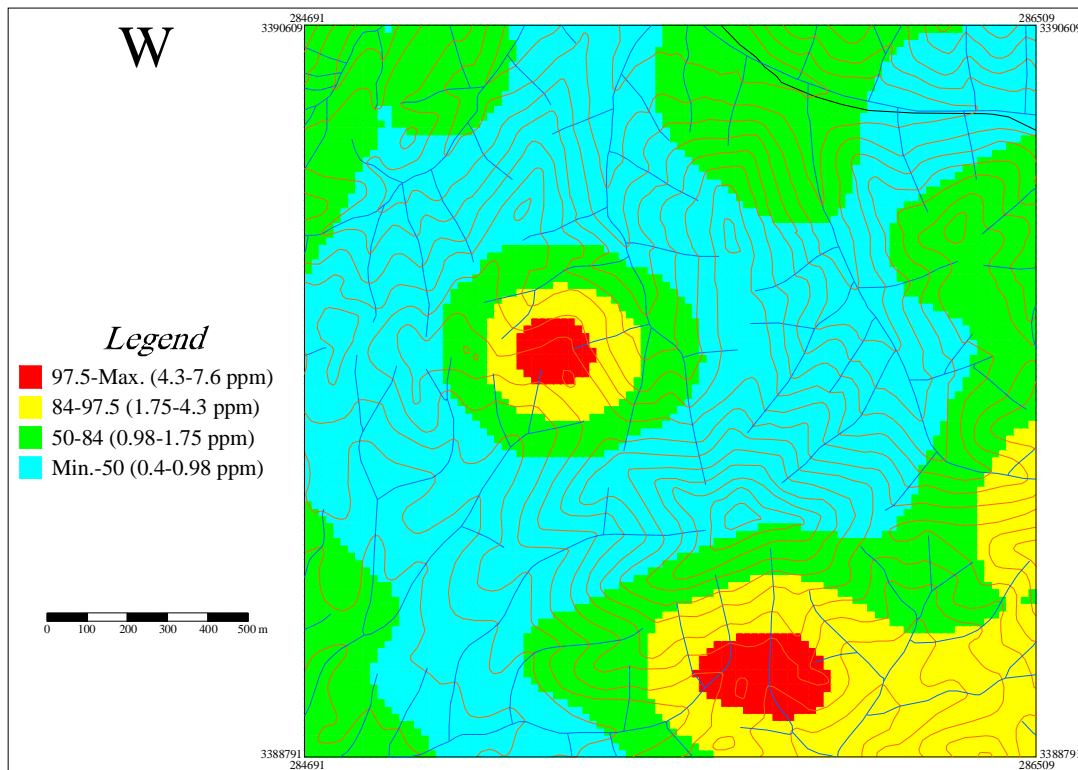 W
284691
286509
3390609
3390609
Legend
97.5-Max. (4.3-7.6 ppm)
84-97.5 (1.75-4.3 ppm)
50-84 (0.98-1.75 ppm)
Min.-50 (0.4-0.98 ppm)
0 100 200 300 400 500 m
3388791
3388791
284691
286509